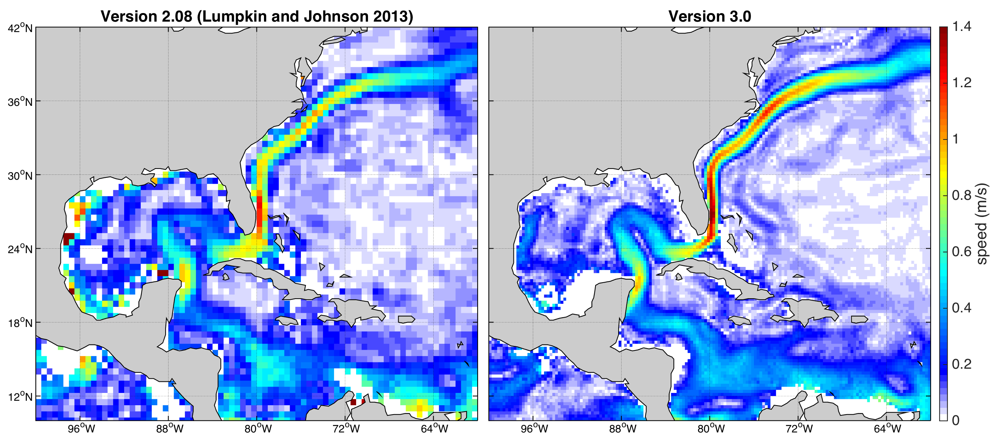 Version 2.08 (Lumpkin and Johnson 2013)
Version 3.0
42°N
36°N
30°N
24°N
18°N
12°N
96°W
88°W
80°W
72°W
64°W
96°W
88°W
80°W
72°W
64°W
1.4
1.2
1
0.8
0.6
0.4
0.2
0
speed (m/s)